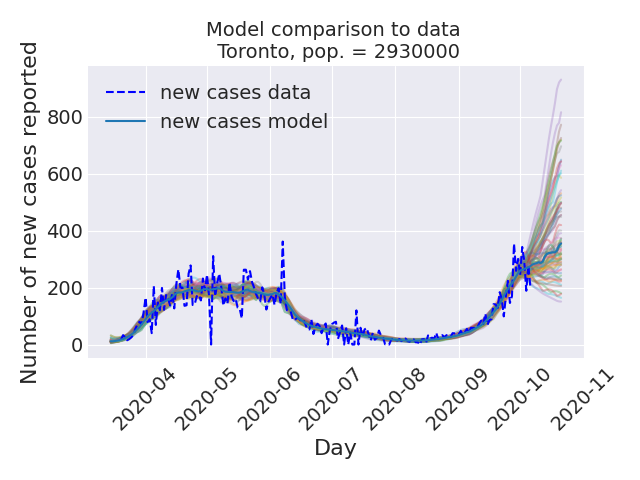 Model comparison to data
Toronto, pop. = 2930000
Number of new cases reported
new cases data
new cases model
800
600
400
200
0
2020-04
2020-05
2020-06
2020-07
2020-08
2020-09
2020-10
2020-11
Day